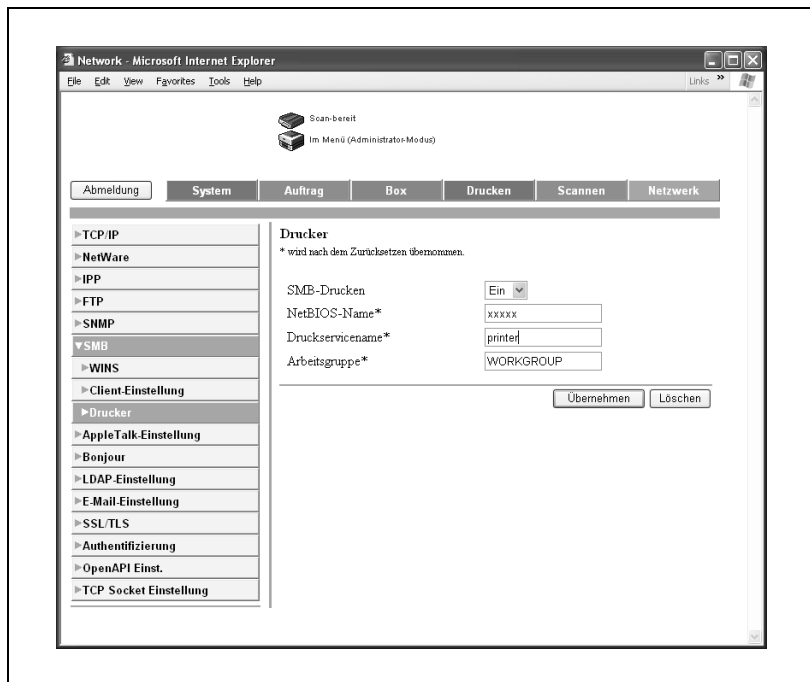 Network - Microsoft Internet Explorer
File Edit View Favorites Tools Help Links »
Scan-bereit
Im Menü (Administrator-Modus)
Abmeldung System Auftrag Box Drucken Scannen Netzwerk
TCP/IP
NetWare
IPP
FTP
SNMP
SMB
WINS
Client-Einstellung
Drucker
AppleTalk-Einstellung
Bonjour
LDAP-Einstellung
E-Mail-Einstellung
SSL/TLS
Authentifizierung
OpenAPI Einst.
TCP Socket Einstellung
Drucker
* wird nach dem Zurücksetzen übernommen.
SMB-Drucken Ein
NetBIOS-Name* xxxxx
Druckservicename* printer
Arbeitsgruppe* WORKGROUP
Übernehmen Löschen